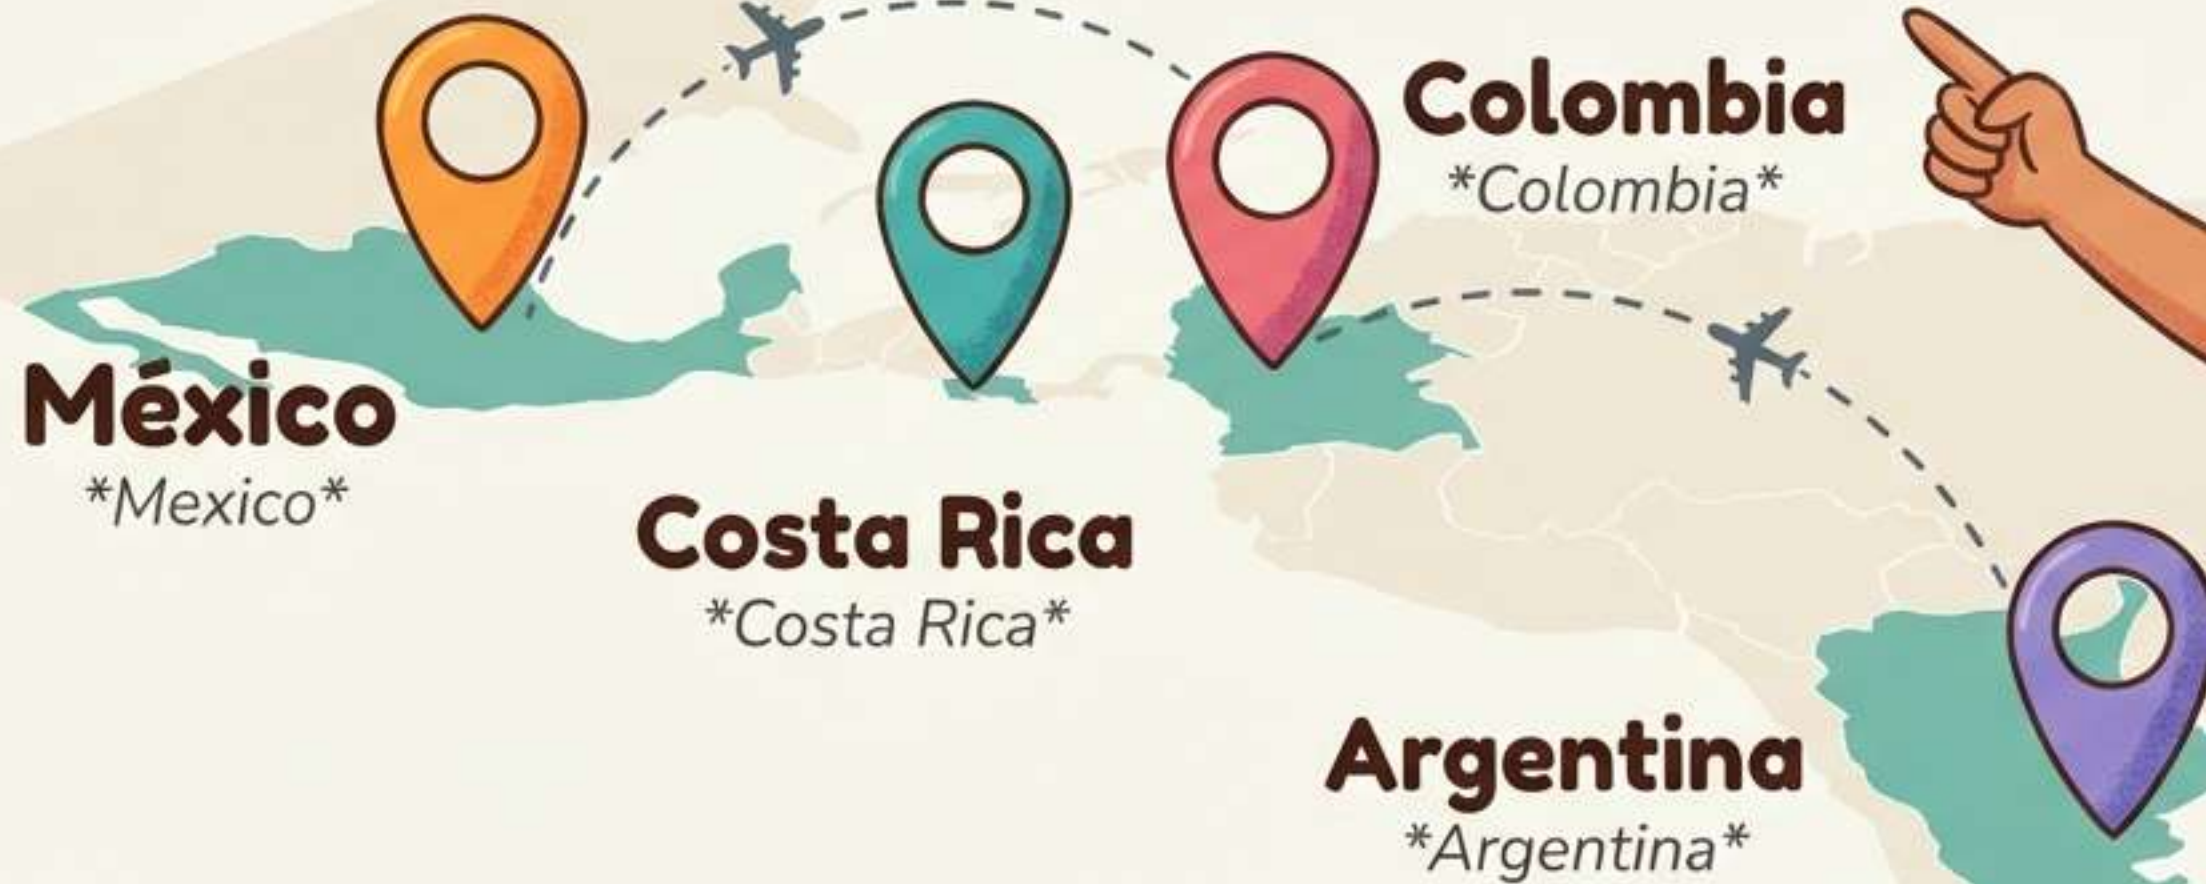 Colombia
*Colombia*
México
*Mexico*
Costa Rica
*Costa Rica*
Argentina
*Argentina*